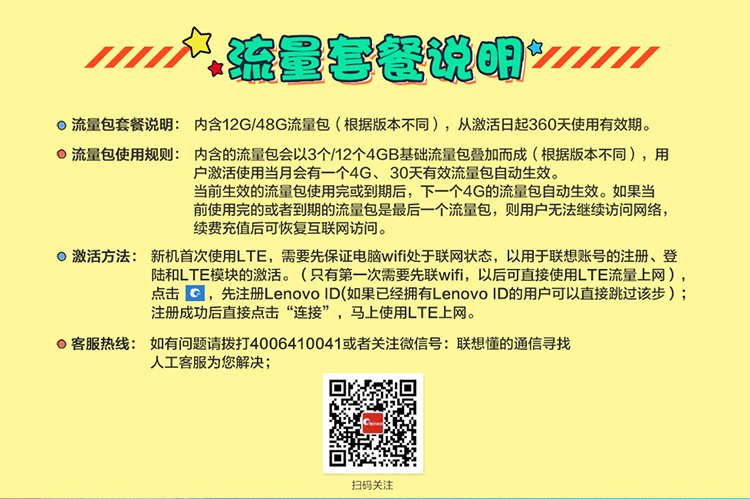 流量套餐说明
流量包套餐说明： 内含12G/48G流量包（根据版本不同），从激活日起360天使用有效期。
流量包使用规则： 内含的流量包会以3个/12个4GB基础流量包叠加而成（根据版本不同），用
户激活使用当月会有一个4G、30天有效流量包自动生效。
当前生效的流量包使用完或到期后，下一个4G的流量包自动生效。如果当
前使用完的或者到期的流量包是最后一个流量包，则用户无法继续访问网络，
续费充值后可恢复互联网访问。
激活方法： 新机首次使用LTE，需要先保证电脑wifi处于联网状态，以用于联想账号的注册、登
陆和LTE模块的激活。（只有第一次需要先联wifi，以后可直接使用LTE流量上网），
点击 ，先注册Lenovo ID(如果已经拥有Lenovo ID的用户可以直接跳过该步）；
注册成功后直接点击“连接”，马上使用LTE上网。
客服热线： 如有问题请拨打4006410041或者关注微信号：联想懂的通信寻找
人工客服为您解决；
扫码关注